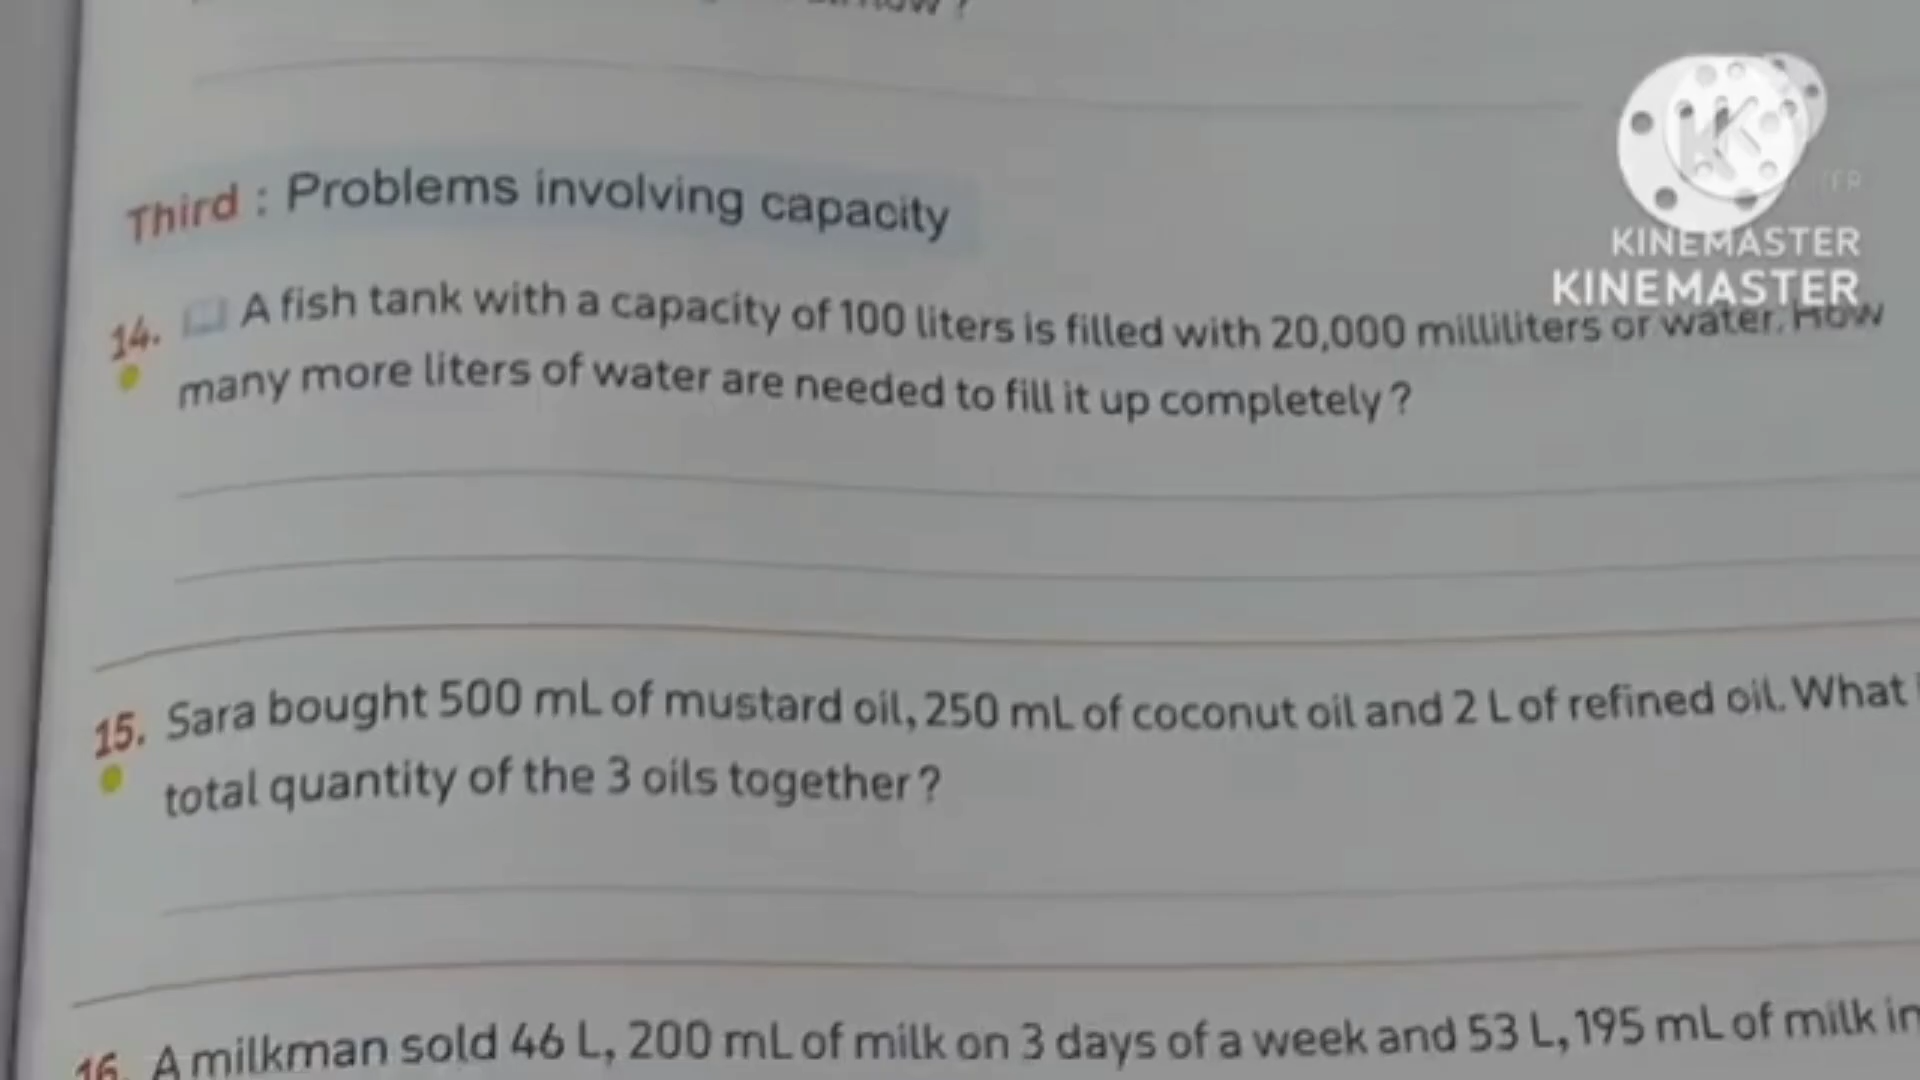 Third : Problems involving capacity
KINEMASTER
KINEMASTER
14. A fish tank with a capacity of 100 liters is filled with 20,000 milliliters of water. How
many more liters of water are needed to fill it up completely ?
15. Sara bought 500 mL of mustard oil, 250 mL of coconut oil and 2 L of refined oil. What
total quantity of the 3 oils together ?
16. A milkman sold 46 L, 200 mL of milk on 3 days of a week and 53 L, 195 mL of milk in